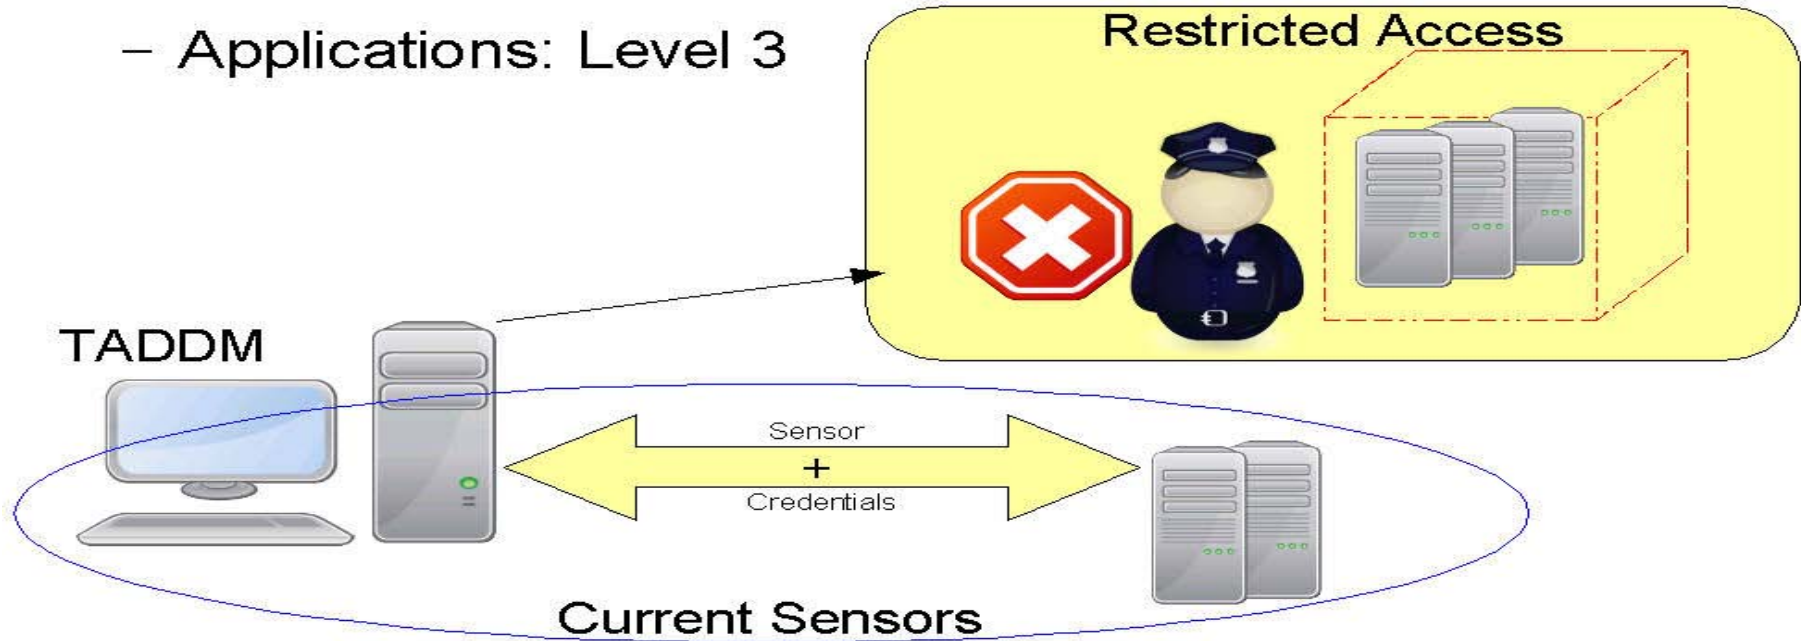 – Applications: Level 3
Restricted Access
TADDM
Sensor
+
Credentials
Current Sensors